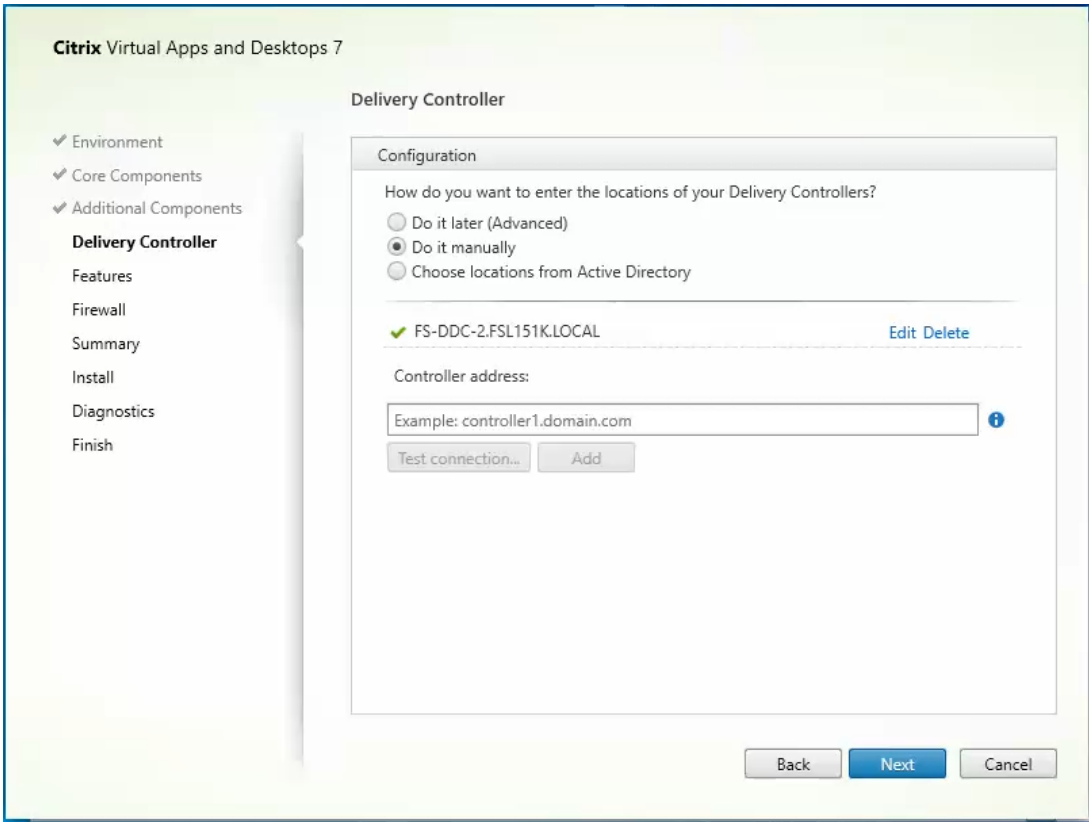 Citrix Virtual Apps and Desktops 7
Delivery Controller
Environment
Core Components
Additional Components
Delivery Controller
Features
Firewall
Summary
Install
Diagnostics
Finish
Configuration
How do you want to enter the locations of your Delivery Controllers?
Do it later (Advanced)
Do it manually
Choose locations from Active Directory
FS-DDC-2.FSL151K.LOCAL Edit Delete
Controller address:
Example: controller1.domain.com
Test connection... Add
Back Next Cancel